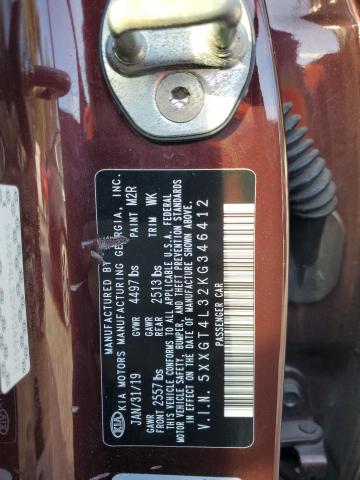 MANUFACTURED BY
KIA MOTORS MANUFACTURING GEORGIA, INC.
KIA
JAN/31/19 GVWR 4497 lbs PAINT M2R
GAWR FRONT 2557 lbs GAWR REAR 2513 lbs TRIM WK
THIS VEHICLE CONFORMS TO ALL APPLICABLE U.S.A. FEDERAL
MOTOR VEHICLE SAFETY, BUMPER, AND THEFT PREVENTION STANDARDS
IN EFFECT ON THE DATE OF MANUFACTURE SHOWN ABOVE.
V.I.N. 5XXGT4L32KG346412
PASSENGER CAR